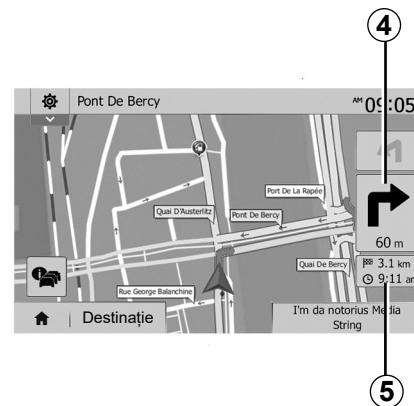 4
Pont De Bercy
AM 09:05
Port De La Rapée
Quai D'Austerlitz
Pont De Bercy
60 m
Quai De Bercy
3.1 km
9:11 am
Rue George Balanchine
Destinație
I'm da notorius Media
String
5